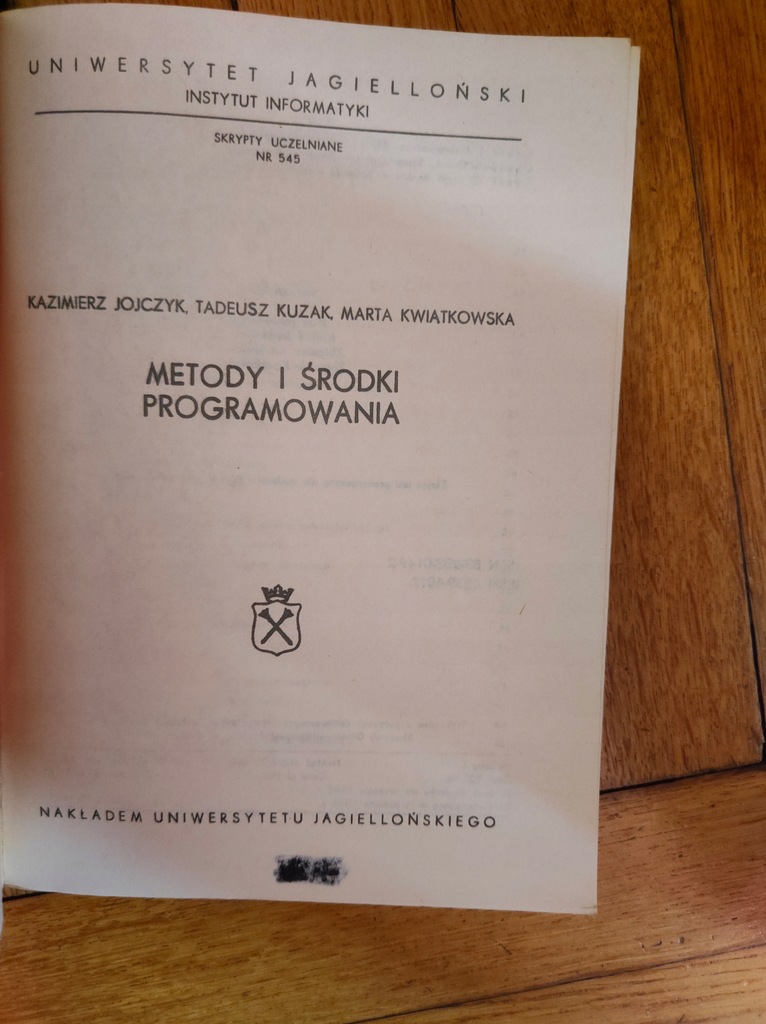 UNIWERSYTET JAGIELLOŃSKI
INSTYTUT INFORMATYKI
SKRYPTY UCZELNIANE
NR 545
KAZIMIERZ JOJCZYK, TADEUSZ KUZAK, MARTA KWIATKOWSKA
METODY I ŚRODKI
PROGRAMOWANIA
NAKŁADEM UNIWERSYTETU JAGIELLOŃSKIEGO